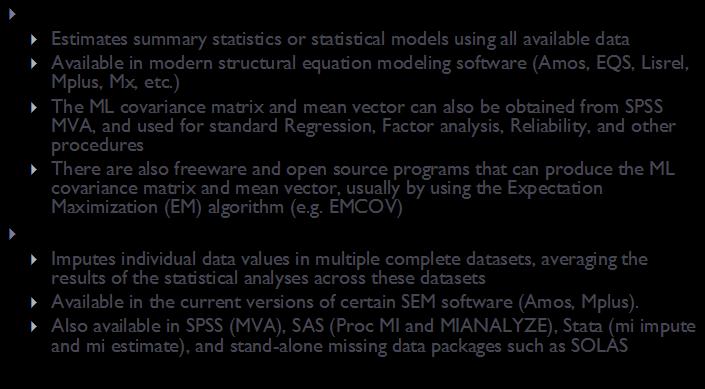 Estimates summary statistics or statistical models using all available data
Available in modern structural equation modeling software (Amos, EQS, Lisrel,
Mplus, Mx, etc.)
The ML covariance matrix and mean vector can also be obtained from SPSS
MVA, and used for standard Regression, Factor analysis, Reliability, and other
procedures
There are also freeware and open source programs that can produce the ML
covariance matrix and mean vector, usually by using the Expectation
Maximization (EM) algorithm (e.g. EMCOV)
Imputes individual data values in multiple complete datasets, averaging the
results of the statistical analyses across these datasets
Available in the current versions of certain SEM software (Amos, Mplus).
Also available in SPSS (MVA), SAS (Proc MI and MIANALYZE), Stata (mi impute
and mi estimate), and stand-alone missing data packages such as SOLAS